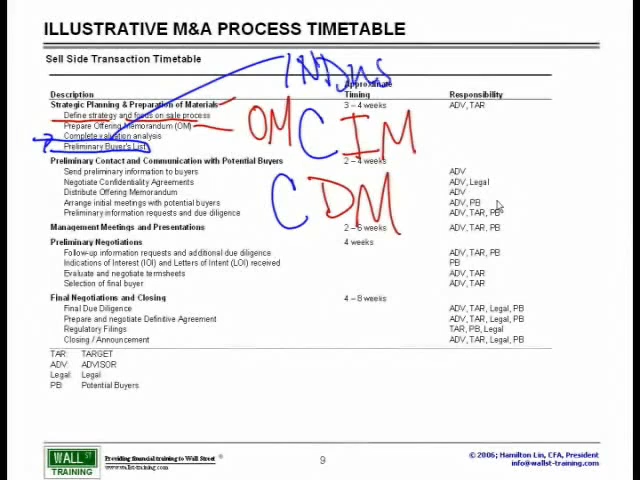 ILLUSTRATIVE M&A PROCESS TIMETABLE
Sell Side Transaction Timetable
INDUS
Approximate
Description Timing Responsibility
Strategic Planning & Preparation of Materials 3 – 4 weeks ADV, TAR
Define strategy and focus on sale process
Prepare Offering Memorandum (OM)
OM CIM
Complete valuation analysis
Preliminary Buyer's List
Preliminary Contact and Communication with Potential Buyers 2 – 4 weeks
Send preliminary information to buyers ADV
Negotiate Confidentiality Agreements ADV, Legal
Distribute Offering Memorandum ADV
CDM
Arrange initial meetings with potential buyers ADV, PB
Preliminary information requests and due diligence ADV, TAR, PB
Management Meetings and Presentations 2 – 6 weeks ADV, TAR, PB
Preliminary Negotiations 4 weeks
Follow-up information requests and additional due diligence ADV, TAR, PB
Indications of Interest (IOI) and Letters of Intent (LOI) received PB
Evaluate and negotiate termsheets ADV, TAR
Selection of final buyer ADV, TAR
Final Negotiations and Closing 4 – 8 weeks
Final Due Diligence ADV, TAR, Legal, PB
Prepare and negotiate Definitive Agreement ADV, TAR, Legal, PB
Regulatory Filings TAR, PB, Legal
Closing / Announcement ADV, TAR, Legal, PB
TAR: TARGET
ADV: ADVISOR
Legal: Legal
PB: Potential Buyers
WALL ST
TRAINING
Providing financial training to Wall Street ®
www.wallst-training.com
9
© 2006; Hamilton Lin, CFA, President
info@wallst-training.com